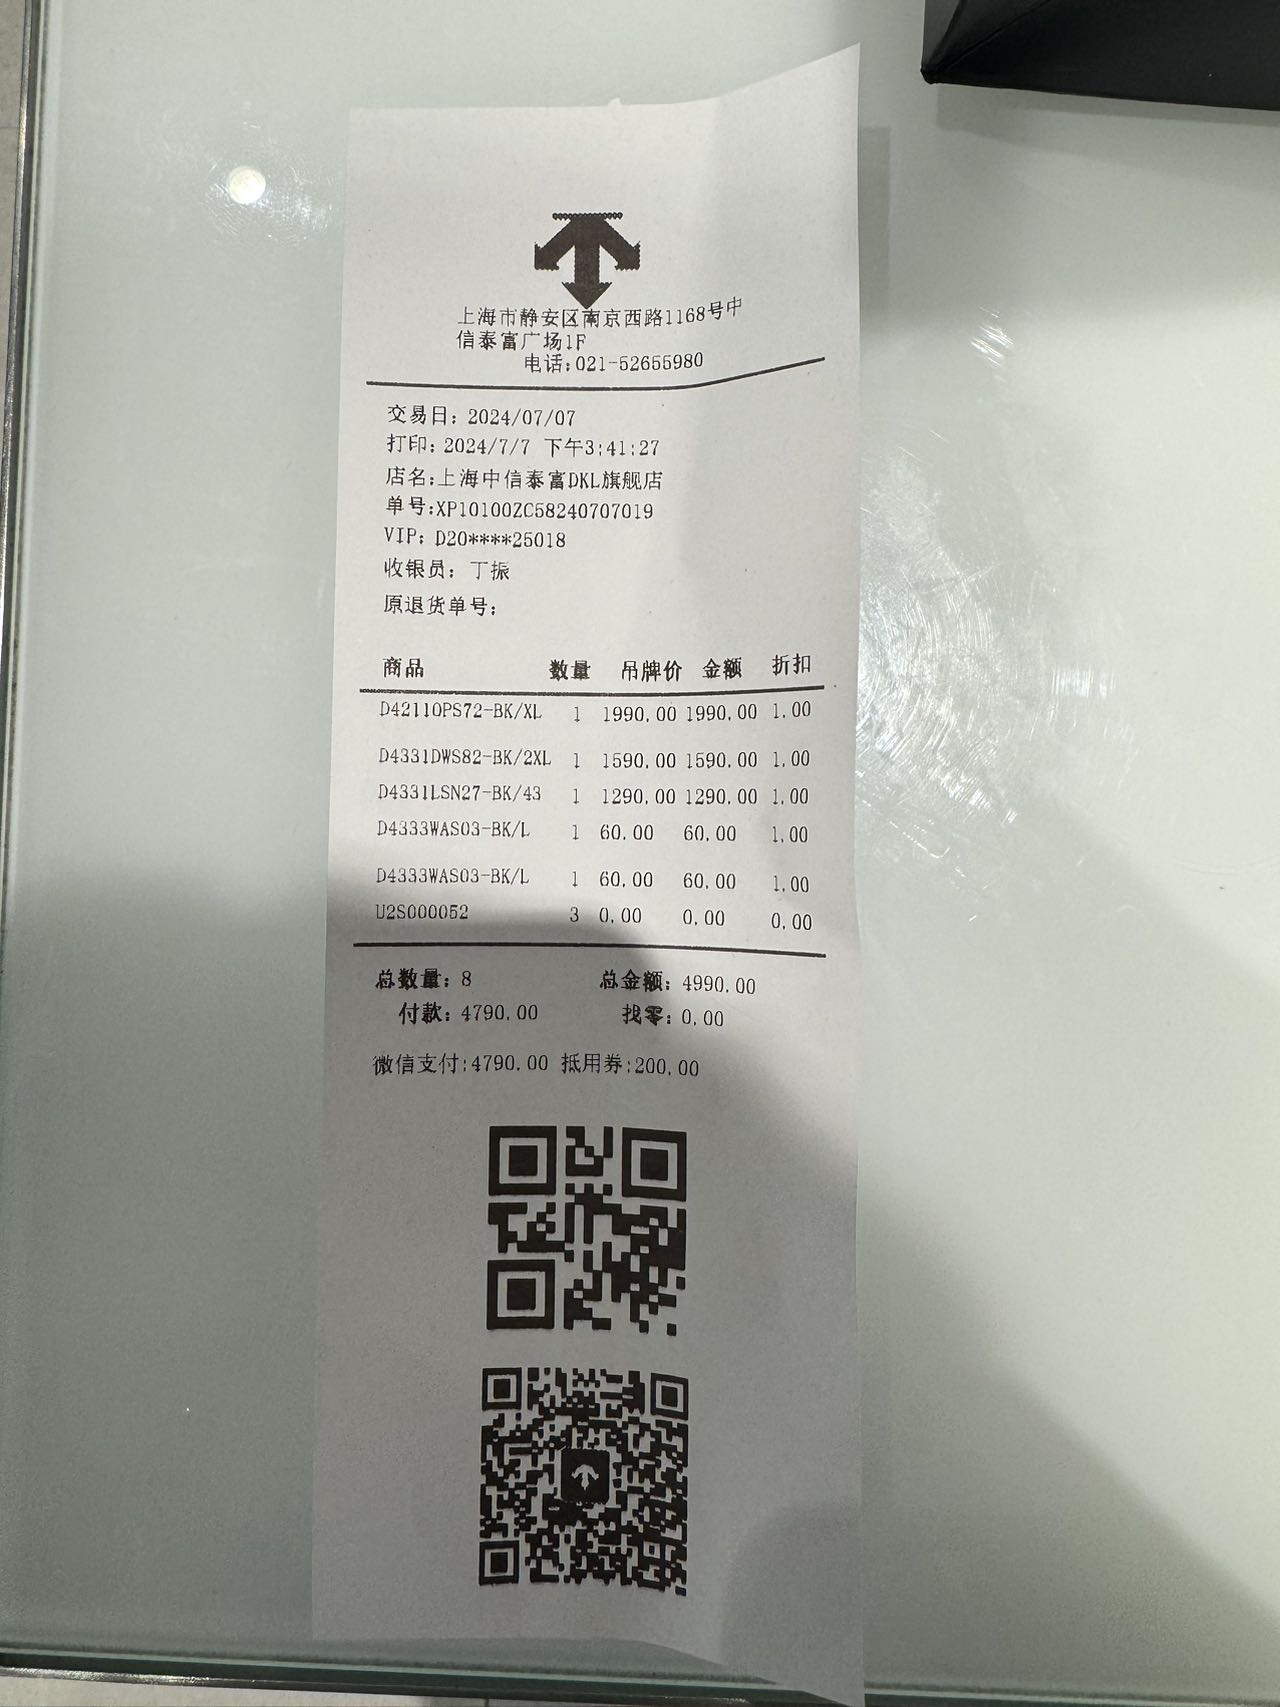 上海市静安区南京西路1168号中
信泰富广场1F
电话:021-52655980
交易日: 2024/07/07
打印: 2024/7/7 下午3:41:27
店名:上海中信泰富DKL旗舰店
单号:XP10100ZC58240707019
VIP: D20****25018
收银员: 丁振
原退货单号:
商品 数量 吊牌价 金额 折扣
D42110PS72-BK/XL 1 1990.00 1990.00 1.00
D4331DWS82-BK/2XL 1 1590.00 1590.00 1.00
D4331LSN27-BK/43 1 1290.00 1290.00 1.00
D4333WAS03-BK/L 1 60.00 60.00 1.00
D4333WAS03-BK/L 1 60.00 60.00 1.00
U2S000052 3 0.00 0.00 0.00
总数量: 8 总金额: 4990.00
付款: 4790.00 找零: 0.00
微信支付:4790.00 抵用券:200.00